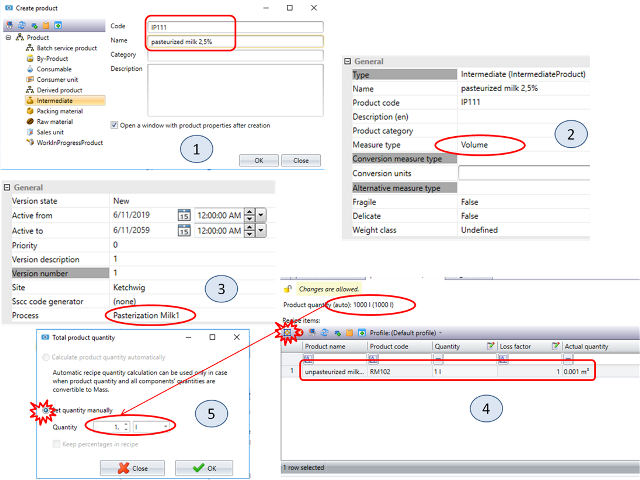 Create product
Product
Batch service product
By-Product
Consumable
Consumer unit
Derived product
Intermediate
Packing material
Raw material
Sales unit
WorkInProgressProduct
Code
IP111
Name
pasteurized milk 2,5%
Category
Description
Open a window with product properties after creation
1
OK
Close
General
Type Intermediate (IntermediateProduct)
Name pasteurized milk 2,5%
Product code IP111
Description (en)
Product category
Measure type Volume
2
Conversion measure type
Conversion units
Alternative measure type
Fragile False
Delicate False
Weight class Undefined
General
Version state New
Active from 6/11/2019 15 12:00:00 AM
Active to 6/11/2059 15 12:00:00 AM
Priority 0
Version description 1
Version number 1
Site Ketchwig
Sscc code generator (none)
Process Pasterization Milk1
3
Changes are allowed.
Product quantity (auto): 1000 l (1000 l)
Recipe items:
Profile:(Default profile)
Product name Product code Quantity Loss factor Actual quantity
1 unpasteurized milk... RM102 1 l 1 0.001 m³
4
1 row selected
Total product quantity
Calculate product quantity automatically
Automatic recipe quantity calculation can be used only in
case when product quantity and all components' quantities are
convertible to Mass.
5
Set quantity manually
Quantity 1, l
Keep percentages in recipe
Close
OK